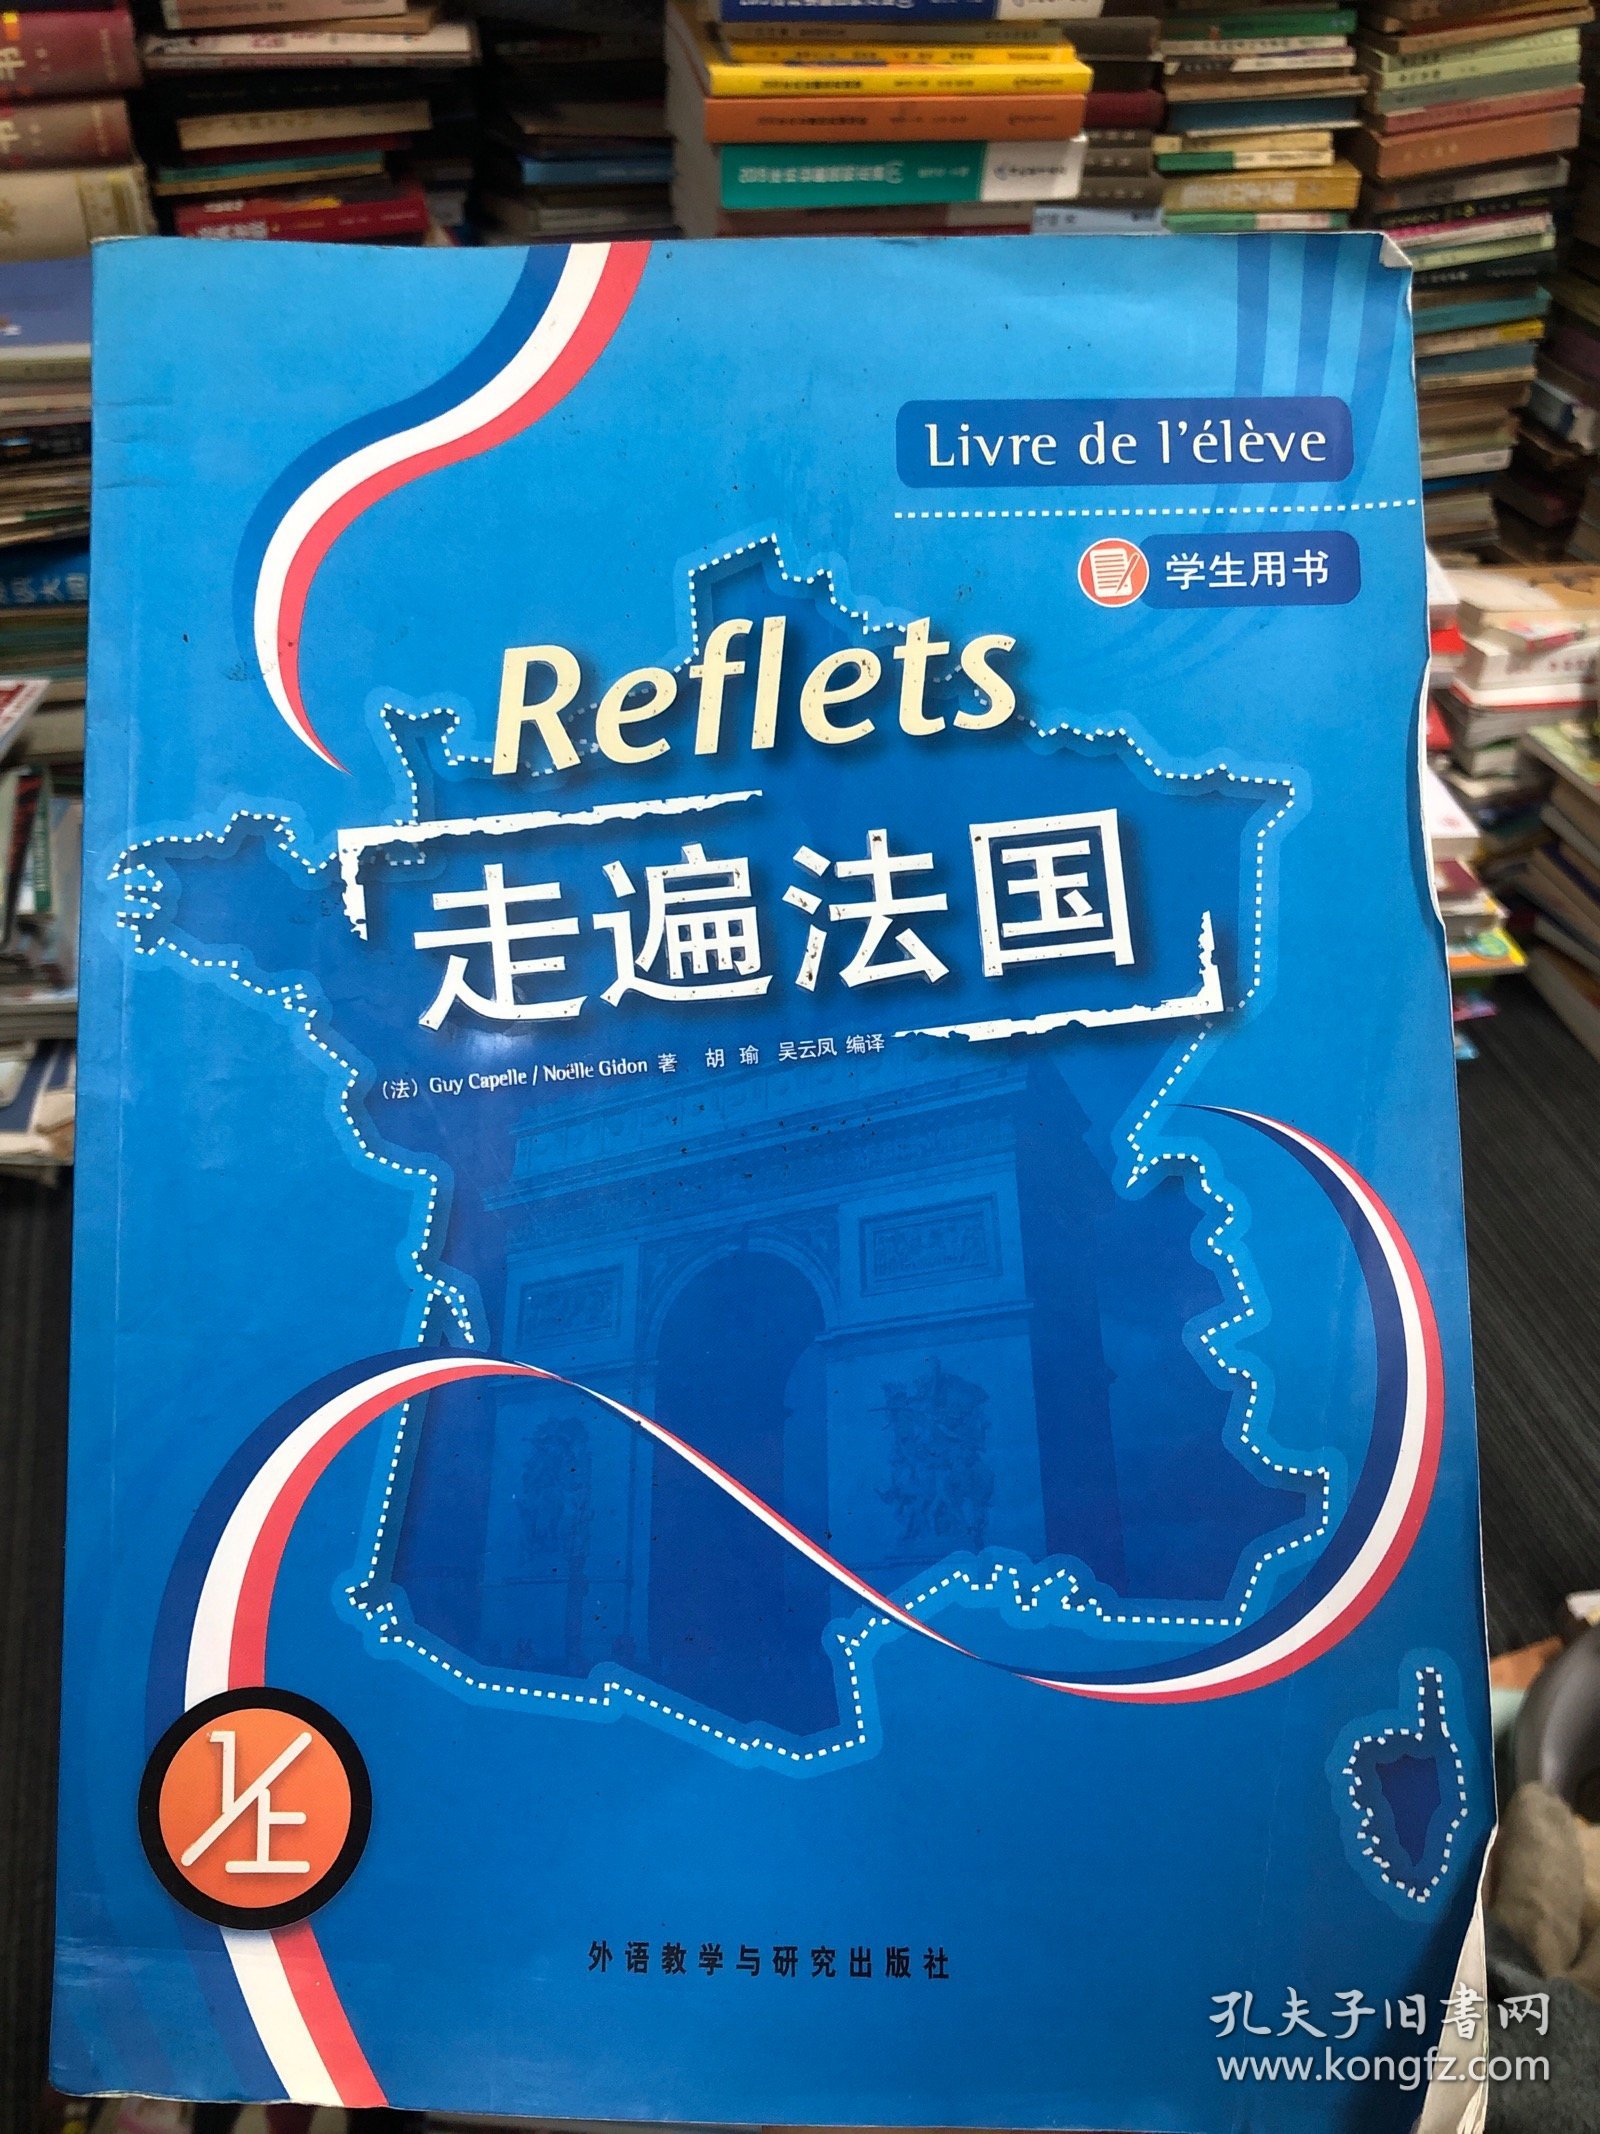 Livre de l'élève
学生用书
Reflets
走遍法国
（法）Guy Capelle / Noëlle Gidon 著 胡 瑜 吴云凤 编译
1/上
外语教学与研究出版社
孔夫子旧书网
www.kongfz.com